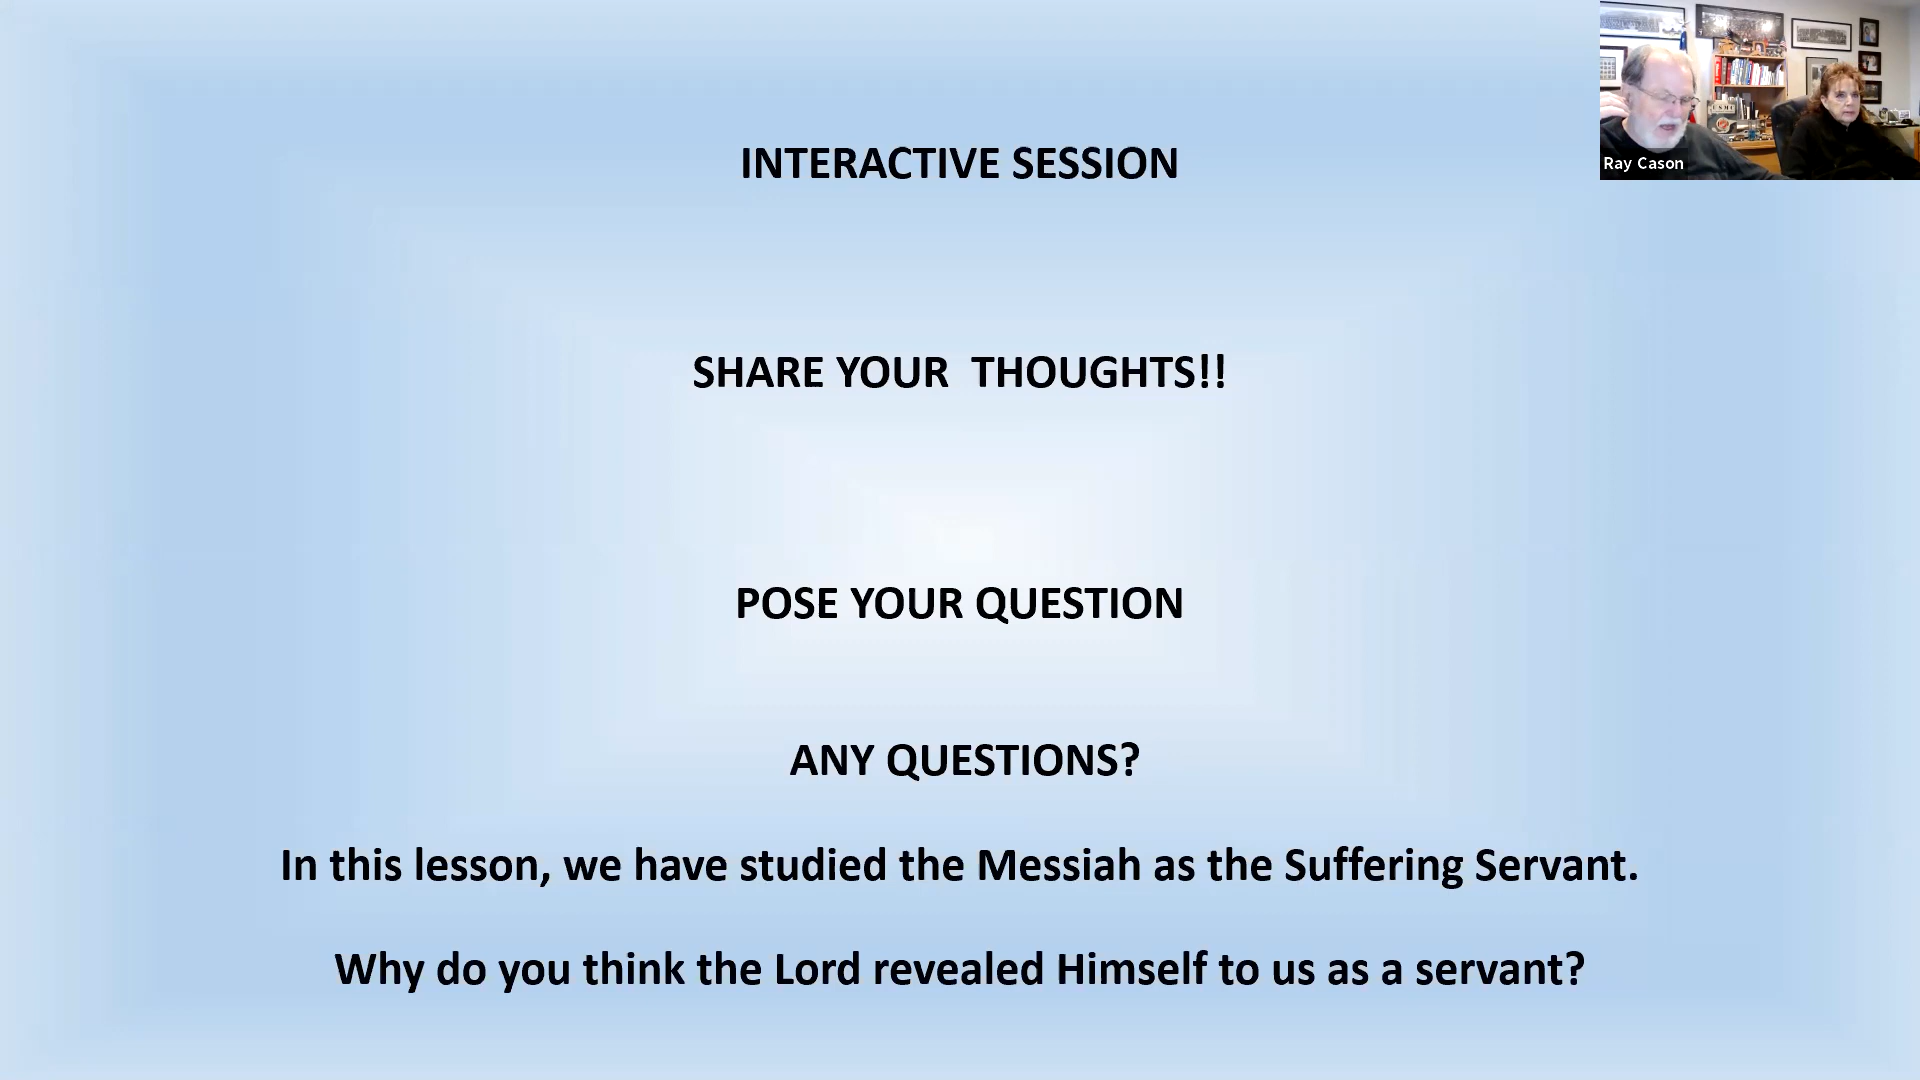 INTERACTIVE SESSION
Ray Cason
SHARE YOUR  THOUGHTS!!
POSE YOUR QUESTION
ANY QUESTIONS?
In this lesson, we have studied the Messiah as the Suffering Servant.
Why do you think the Lord revealed Himself to us as a servant?